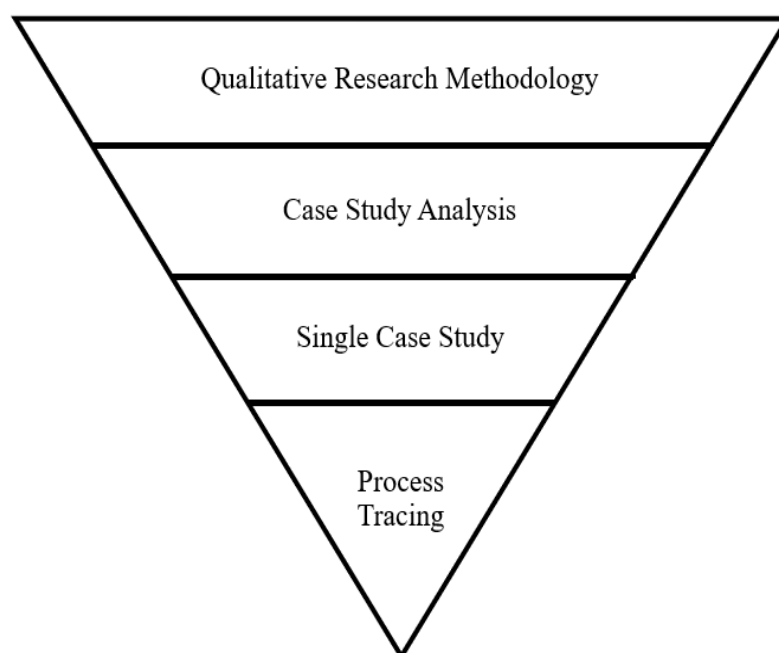 Qualitative Research Methodology
Case Study Analysis
Single Case Study
Process
Tracing